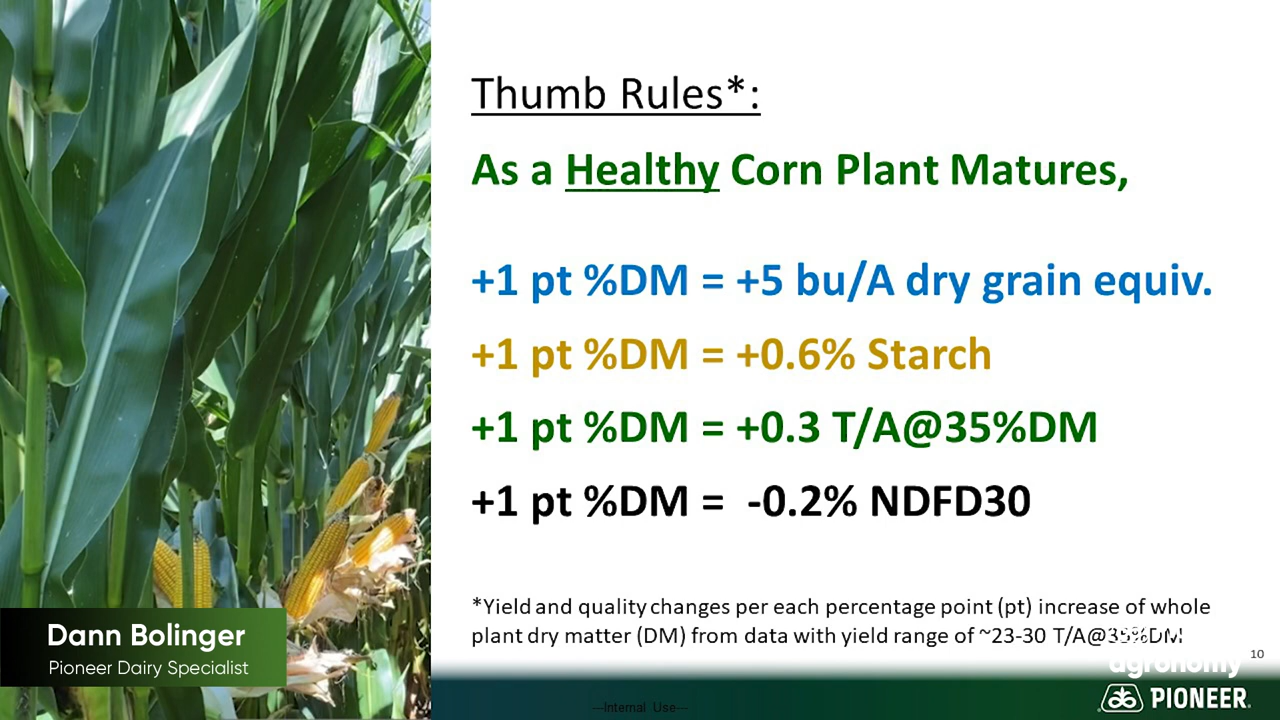 Thumb Rules*:
As a Healthy Corn Plant Matures,
+1 pt %DM = +5 bu/A dry grain equiv.
+1 pt %DM = +0.6% Starch
+1 pt %DM = +0.3 T/A@35%DM
+1 pt %DM = -0.2% NDFD30
*Yield and quality changes per each percentage point (pt) increase of whole
plant dry matter (DM) from data with yield range of ~23-30 T/A@35%DM
Dann Bolinger
Pioneer Dairy Specialist
10
agronomy
PIONEER
---Internal Use---